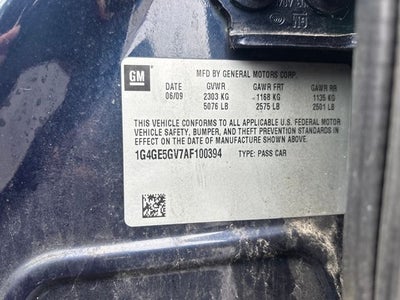 GM
MFD BY GENERAL MOTORS CORP.
DATE GVWR GAWR FRT GAWR RR
06/09 2303 KG 1168 KG 1135 KG
5076 LB 2575 LB 2501 LB
THIS VEHICLE CONFORMS TO ALL APPLICABLE U.S. FEDERAL MOTOR
VEHICLE SAFETY, BUMPER, AND THEFT PREVENTION STANDARDS IN
EFFECT ON THE DATE OF MANUFACTURE SHOWN ABOVE.
1G4GE5GV7AF100394 TYPE: PASS CAR